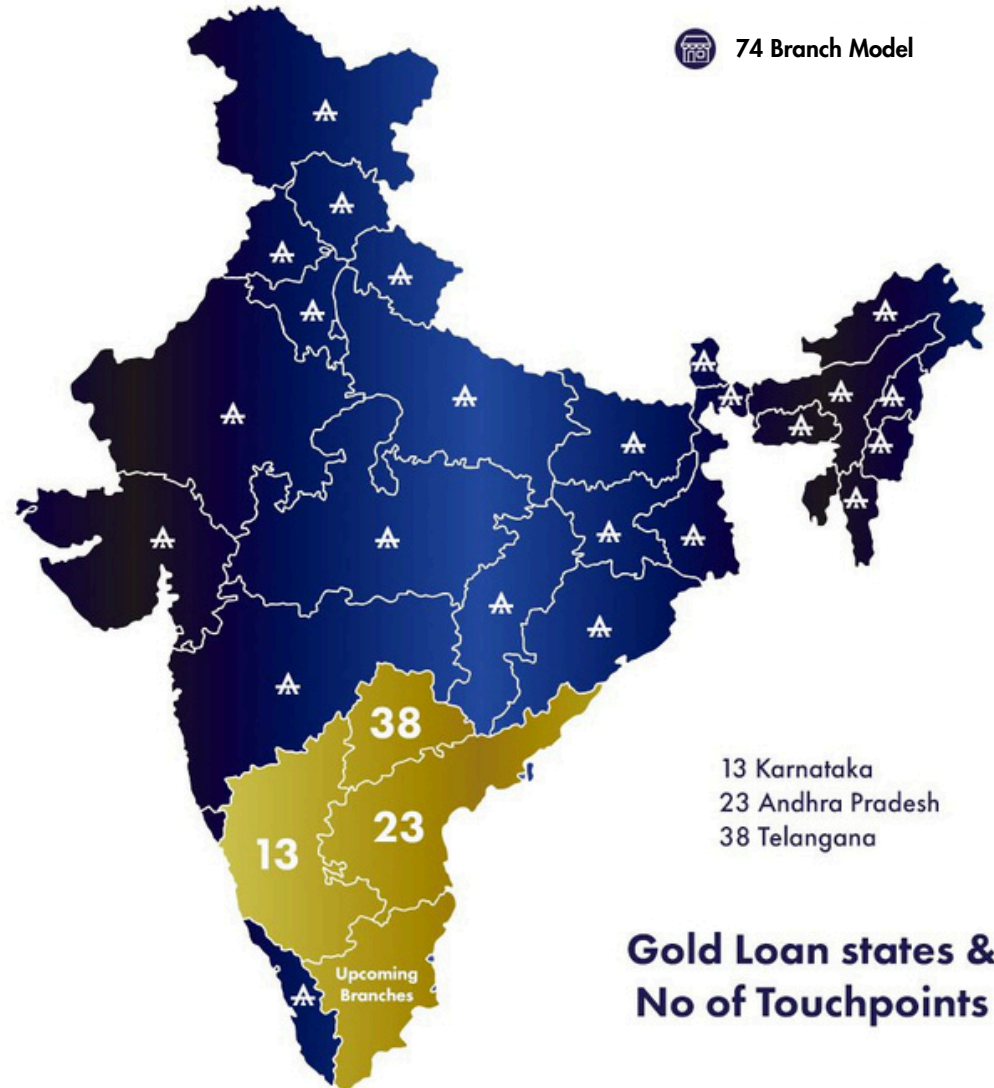 74 Branch Model
38
23
13
Upcoming
Branches
13 Karnataka
23 Andhra Pradesh
38 Telangana
Gold Loan states &
No of Touchpoints